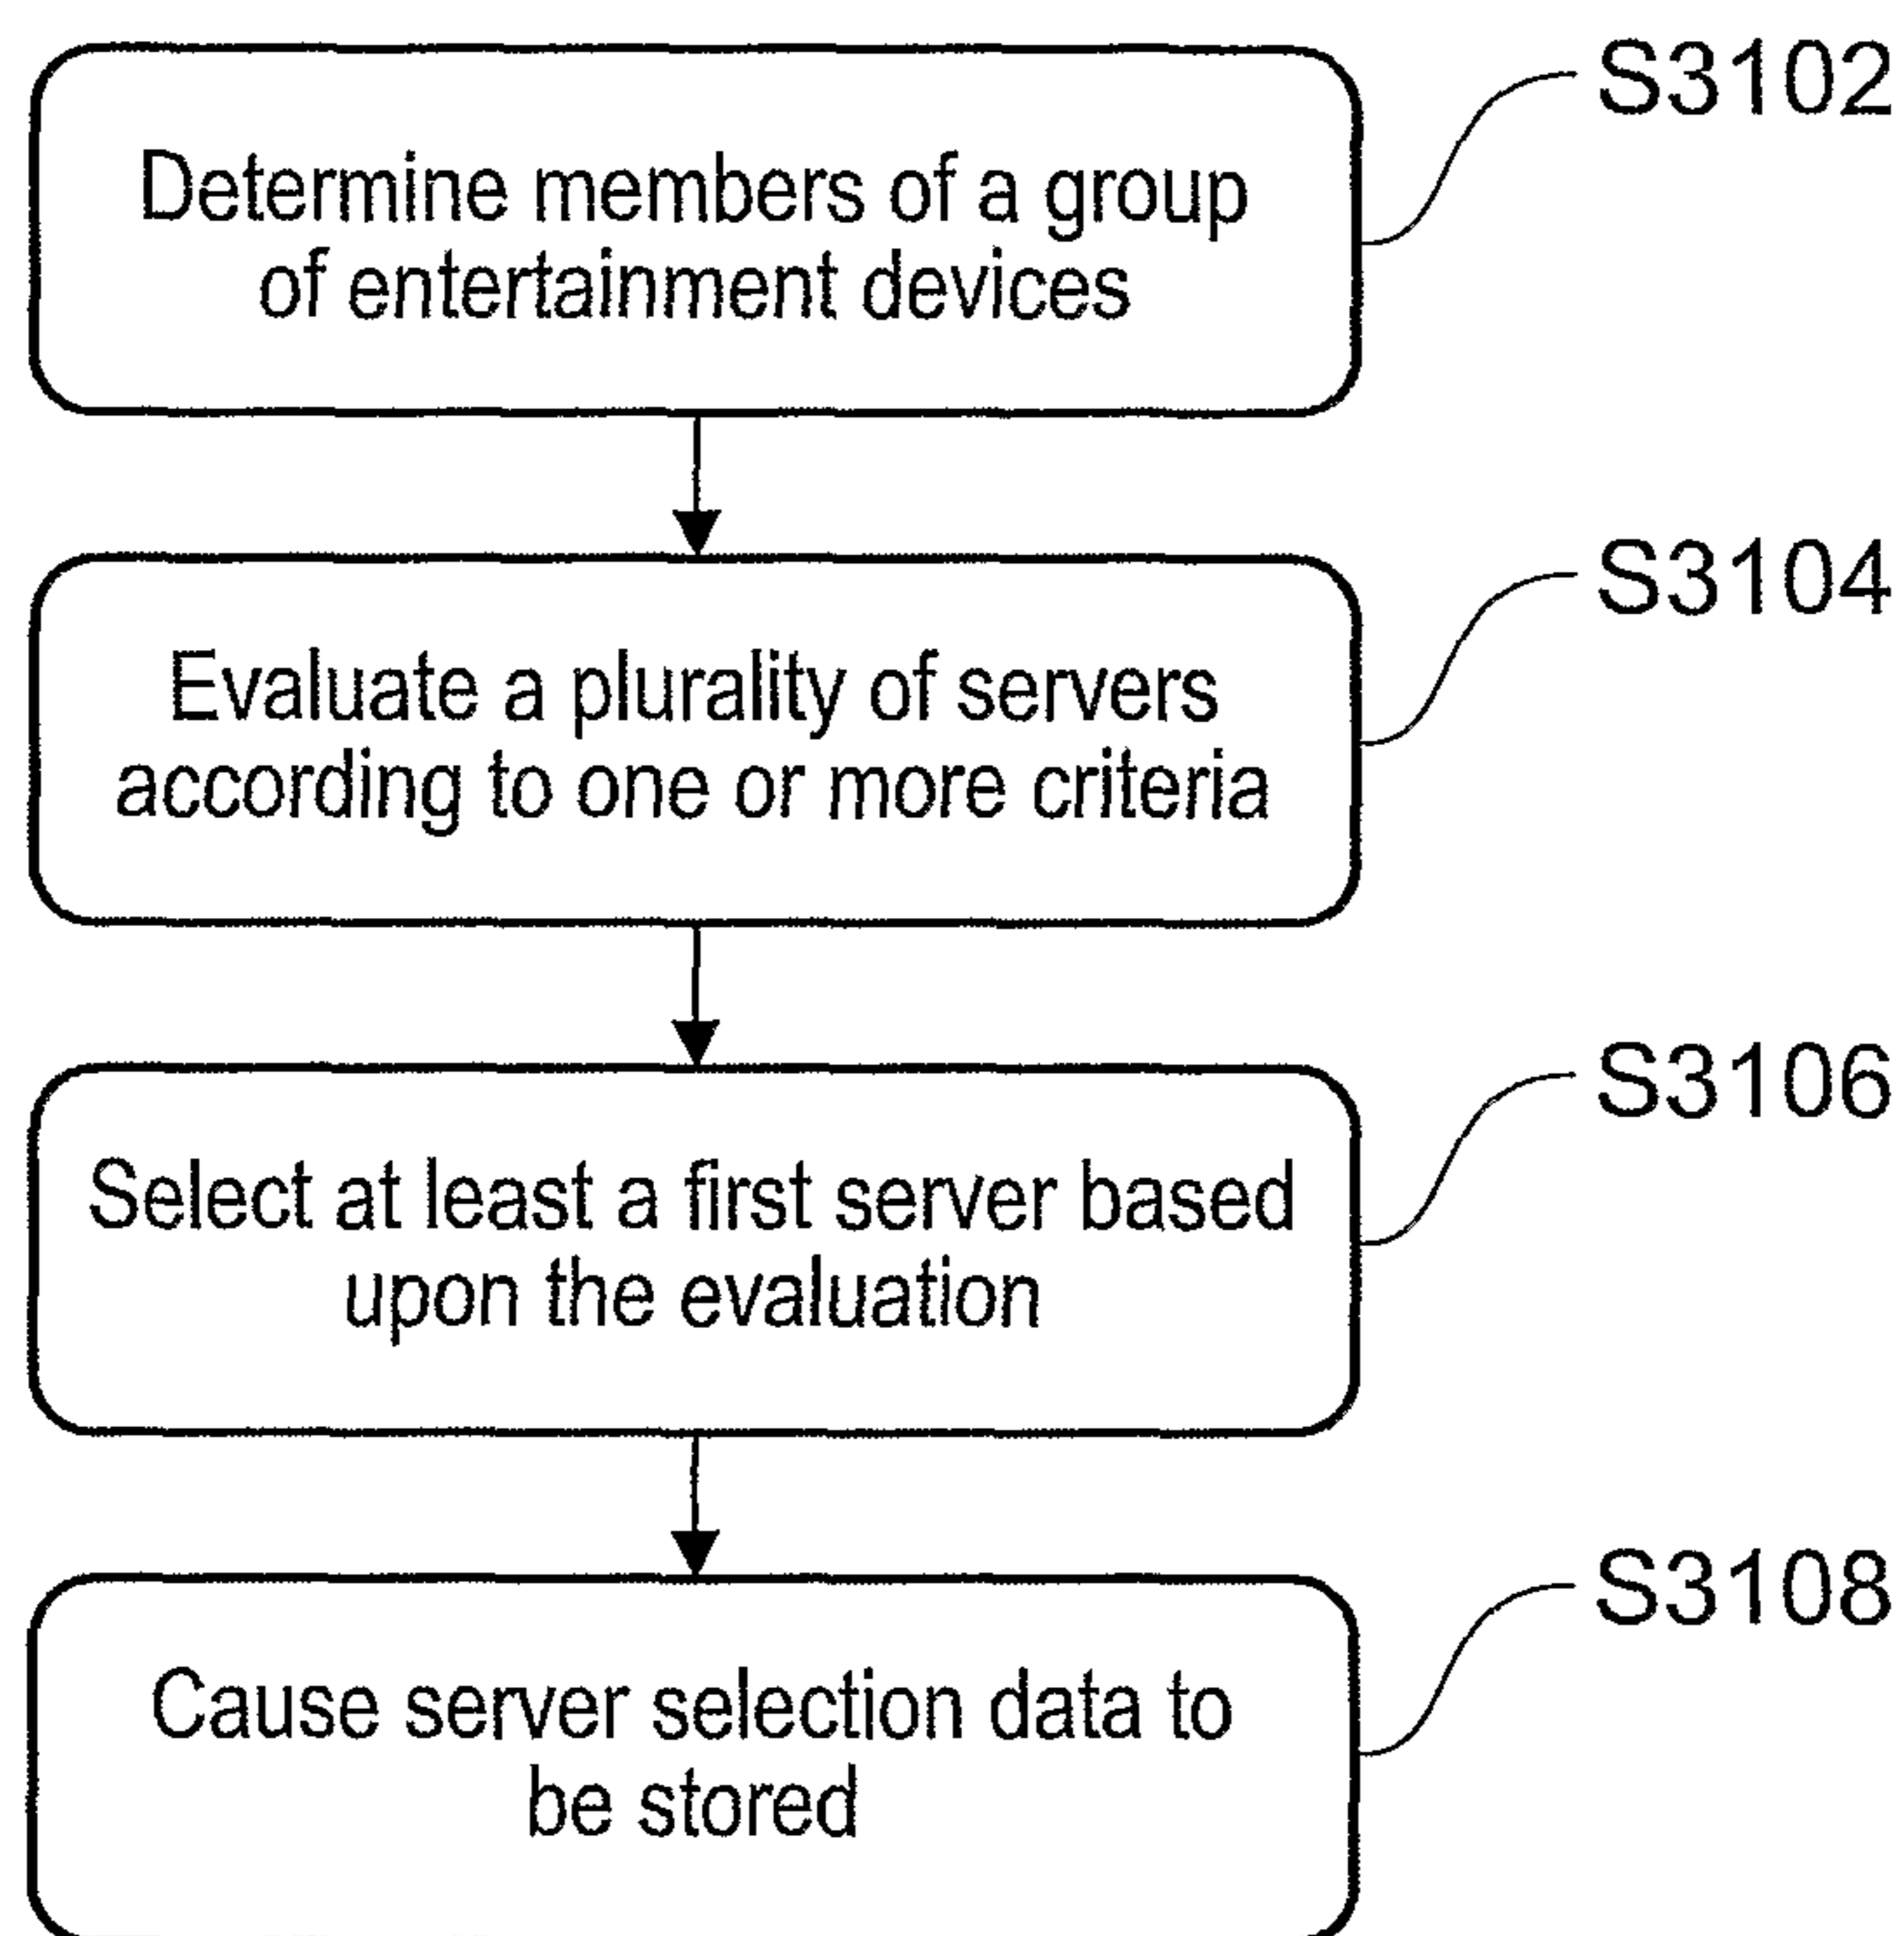 S3102
Determine members of a group
of entertainment devices
S3104
Evaluate a plurality of servers
according to one or more criteria
S3106
Select at least a first server based
upon the evaluation
S3108
Cause server selection data to
be stored